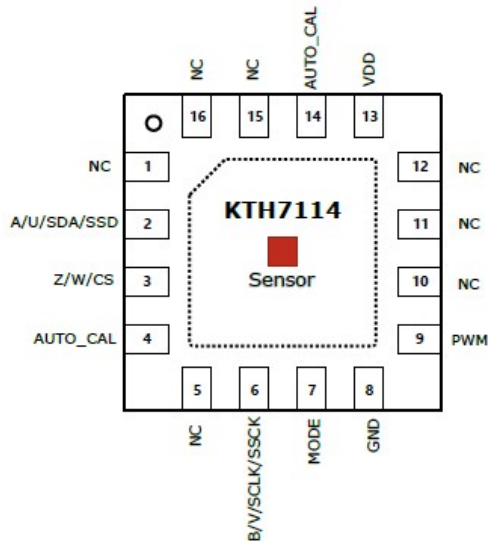 NC
NC
AUTO_CAL
VDD
16
15
14
13
NC
1
12
NC
KTH7114
A/U/SDA/SSD
2
11
NC
Sensor
Z/W/CS
3
10
NC
AUTO_CAL
4
9
PWM
5
6
7
8
NC
B/V/SCLK/SSCK
MODE
GND